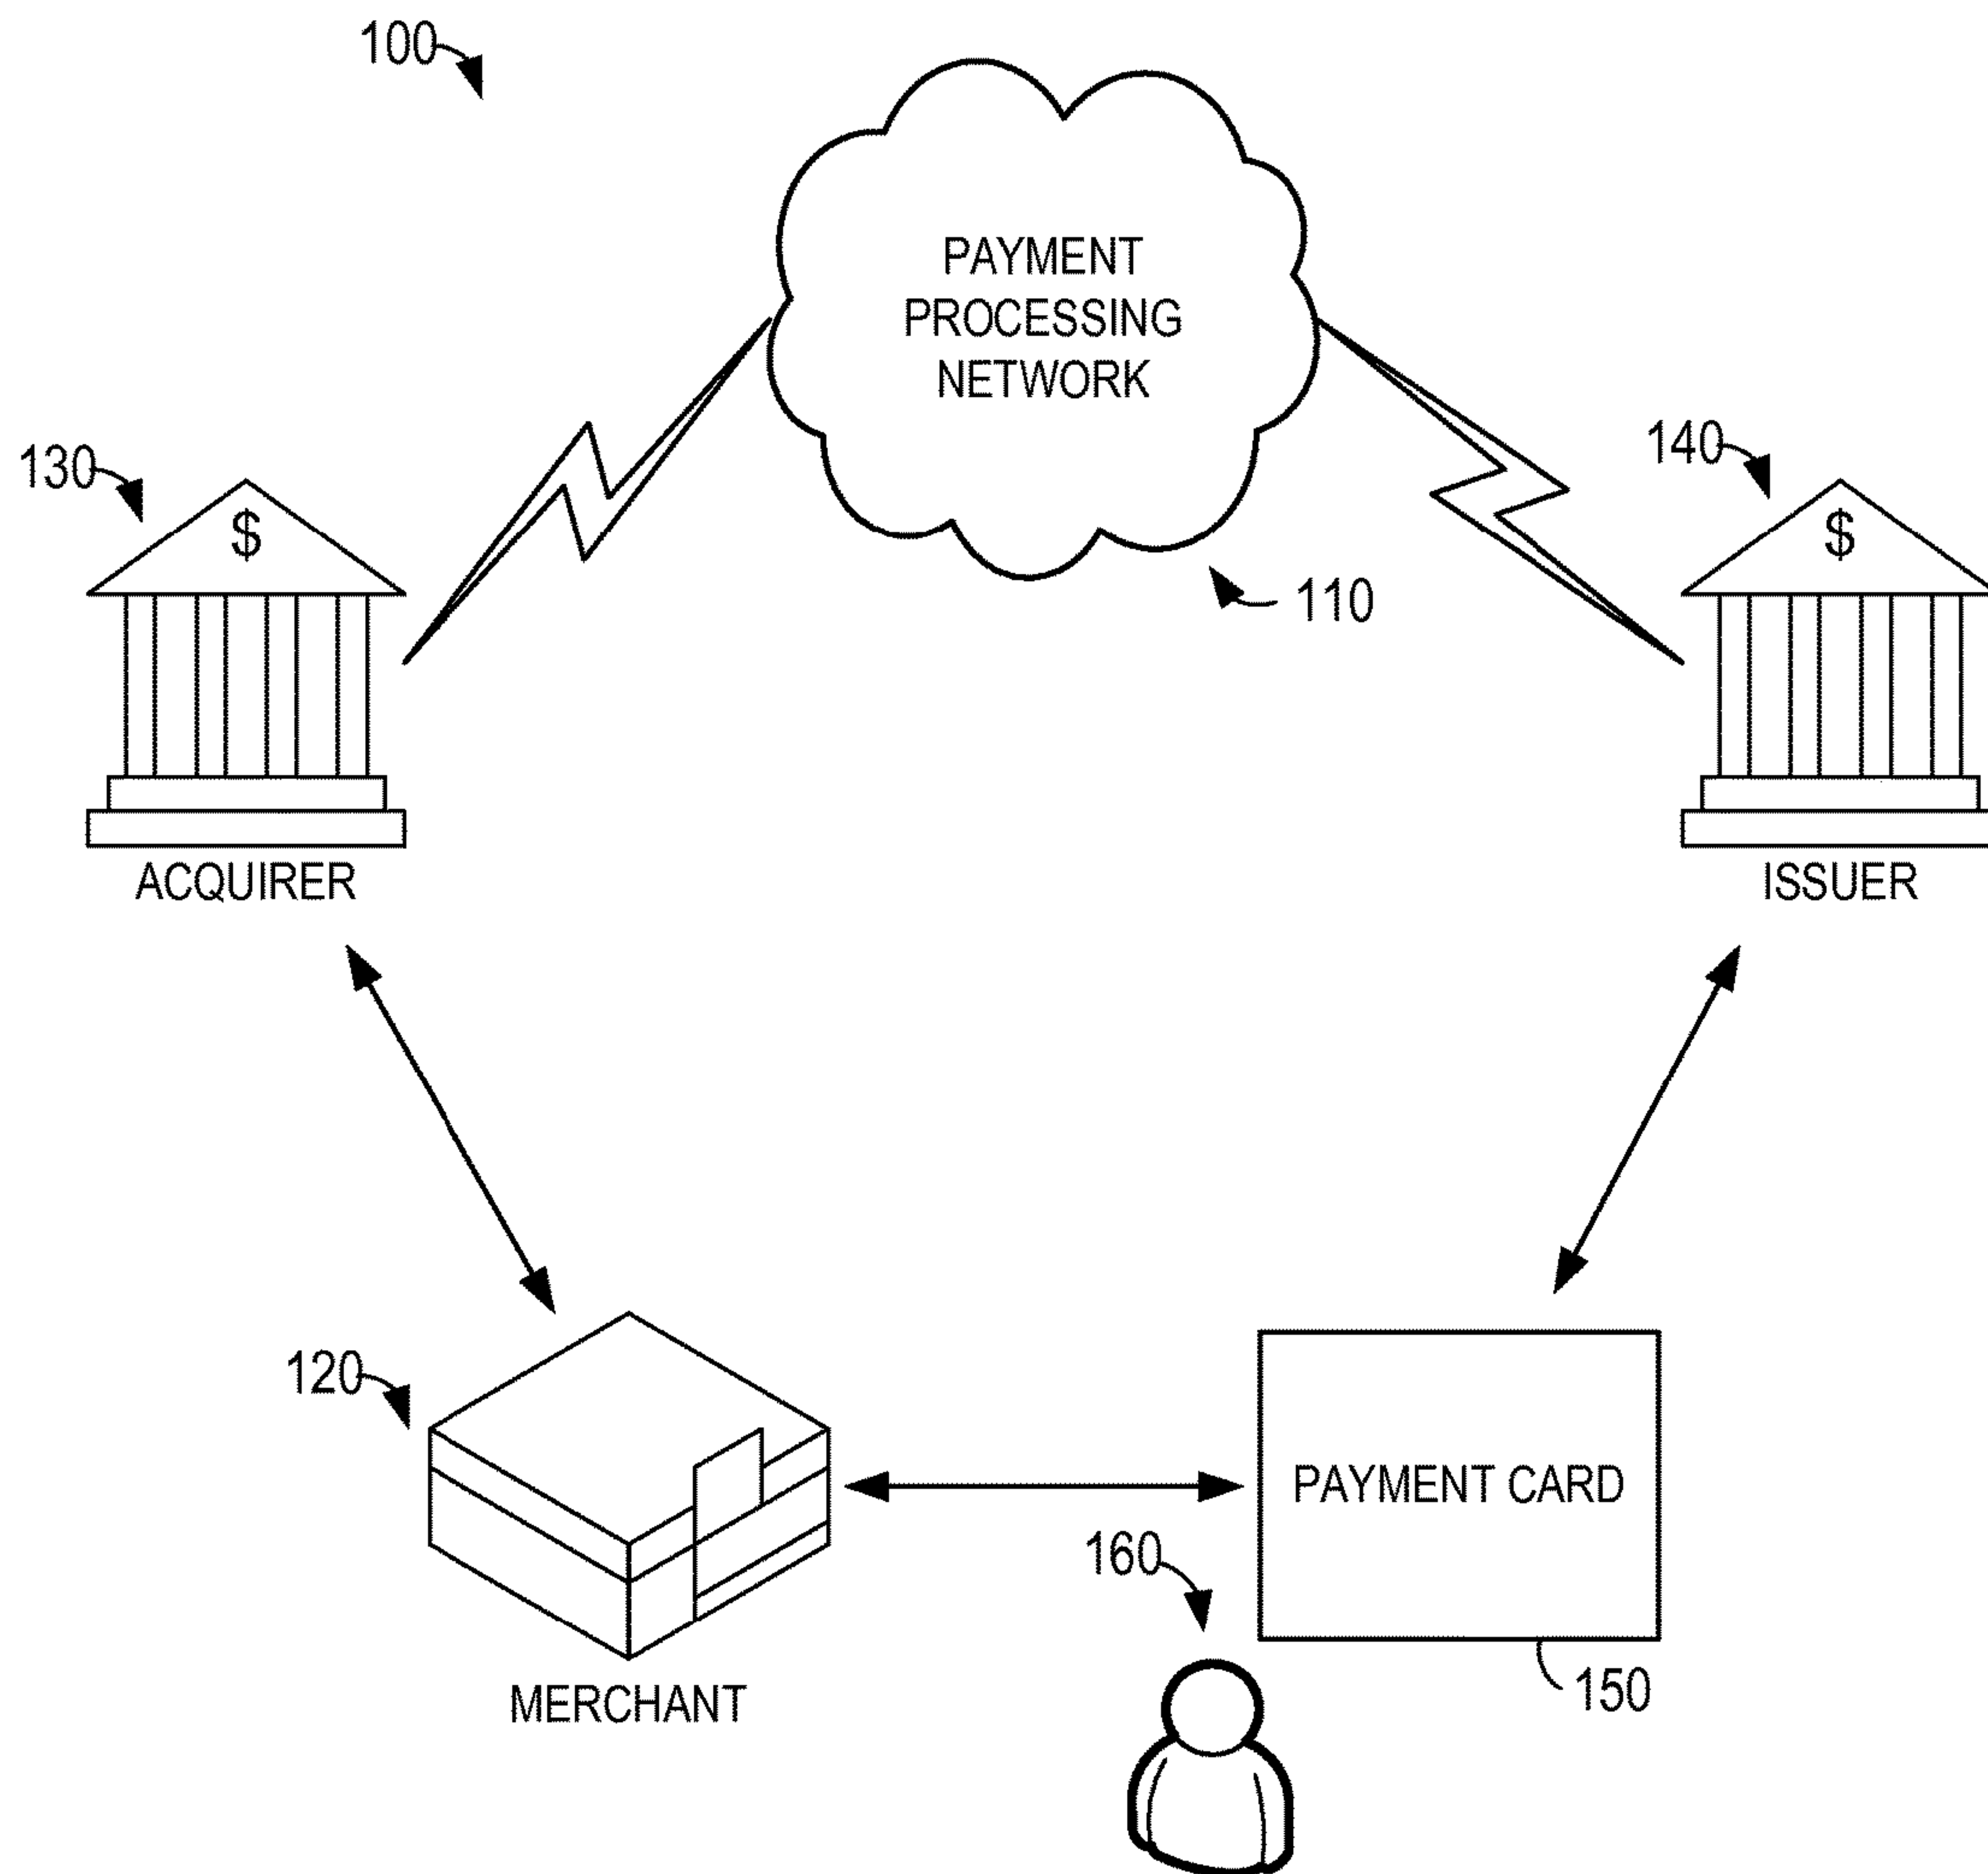 100
PAYMENT
PROCESSING
NETWORK
110
130
$
ACQUIRER
140
$
ISSUER
120
MERCHANT
PAYMENT CARD
150
160